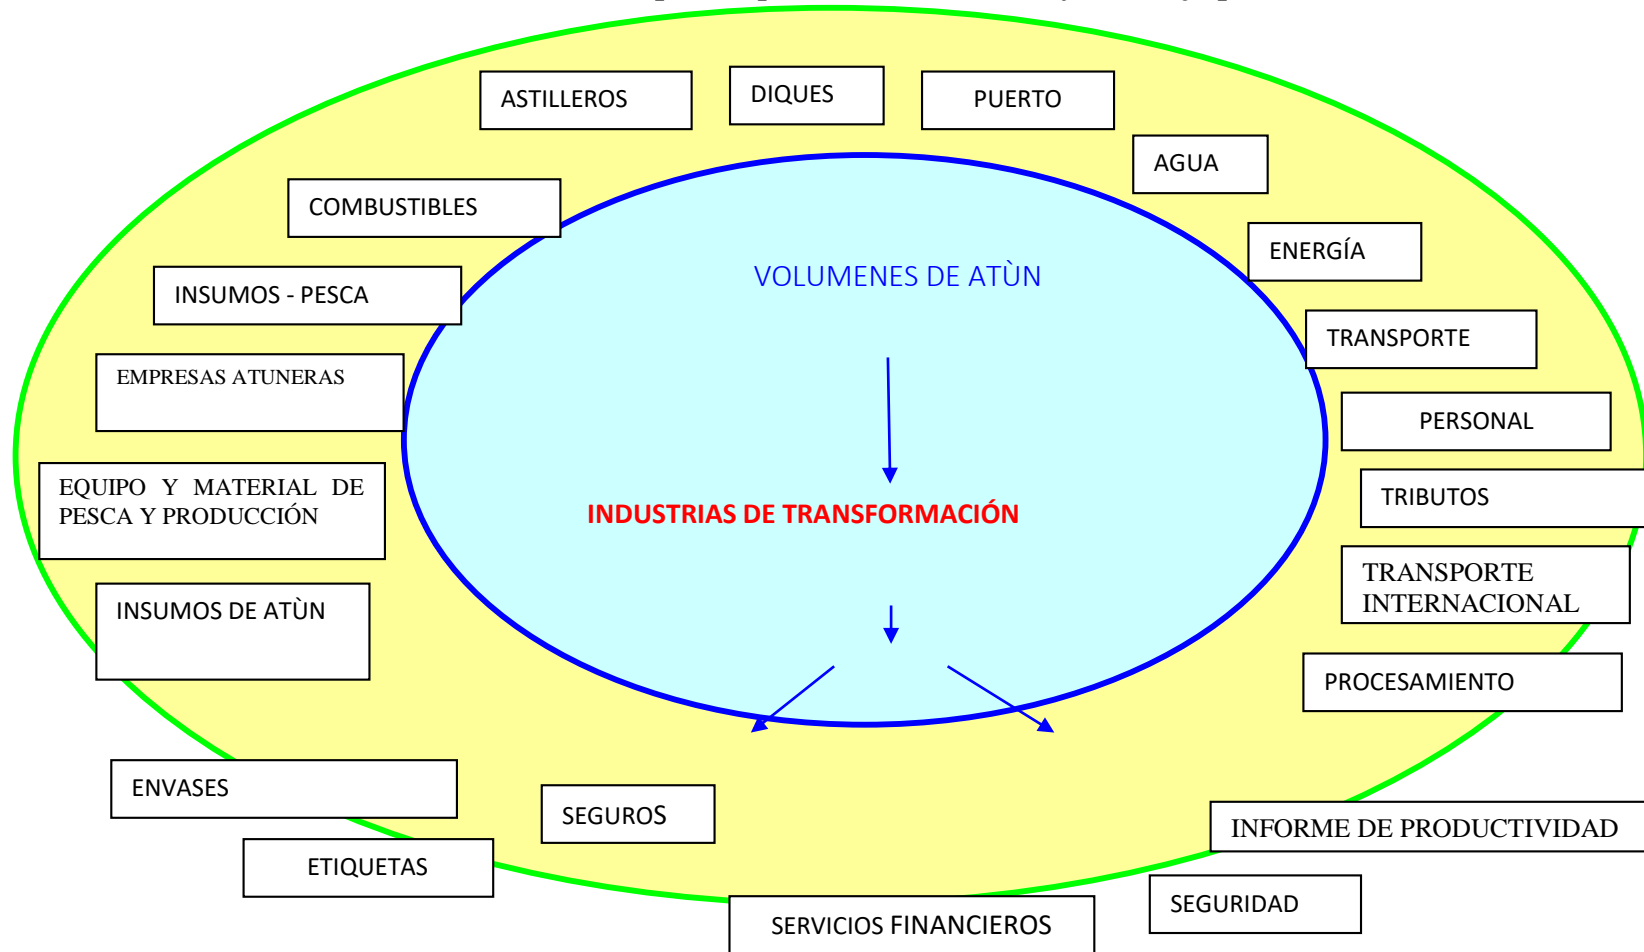 ASTILLEROS
DIQUES
PUERTO
AGUA
COMBUSTIBLES
ENERGÍA
VOLUMENES DE ATÙN
INSUMOS - PESCA
TRANSPORTE
EMPRESAS ATUNERAS
PERSONAL
EQUIPO Y MATERIAL DE
PESCA Y PRODUCCIÓN
TRIBUTOS
INDUSTRIAS DE TRANSFORMACIÓN
TRANSPORTE
INTERNACIONAL
INSUMOS DE ATÙN
PROCESAMIENTO
ENVASES
SEGUROS
INFORME DE PRODUCTIVIDAD
ETIQUETAS
SEGURIDAD
SERVICIOS FINANCIEROS